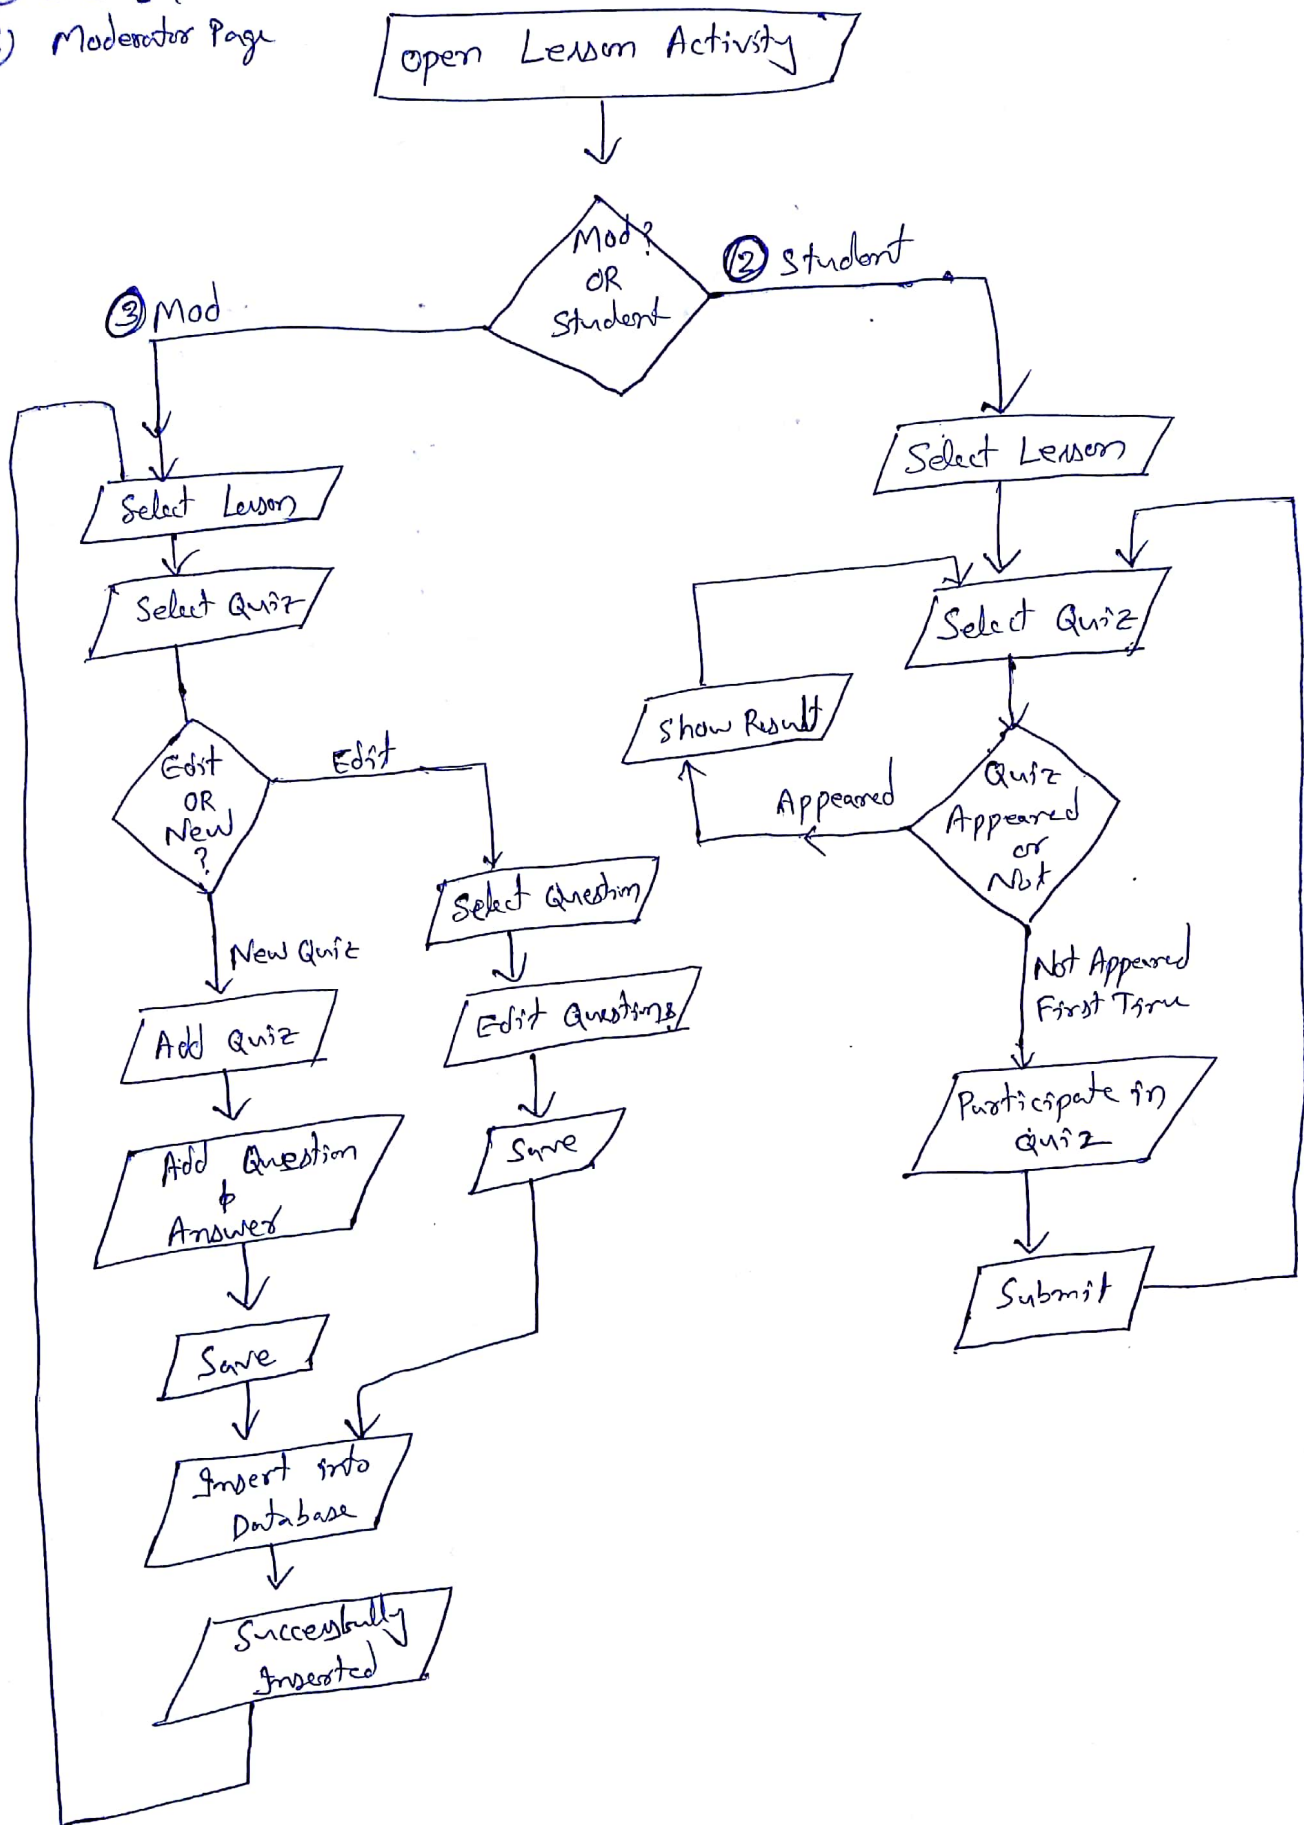 ) Moderator Page
Open Lesson Activity
Mod?
OR
Student
② Student
③ Mod
Select Lesson
Select Lesson
Select Quiz
Select Quiz
Show Result
Edit
OR
New
?
Edit
Quiz
Appeared
or
Not
Appeared
Select Question
New Quiz
Not Appeared
First Time
Edit Questions
Add Quiz
Participate in
Quiz
Save
Add Question
&
Answer
Submit
Save
Insert into
Database
Successfully
Inserted